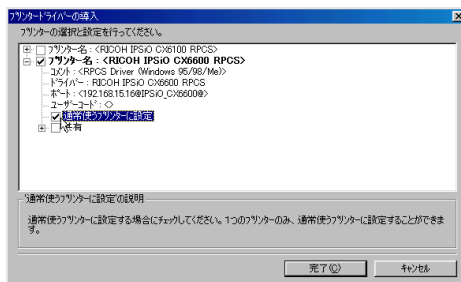 プリンタードライバーの導入
プリンターの選択と設定を行ってください。
プリンター名 : <RICOH IPSiO CX6100 RPCS>
プリンター名 : <RICOH IPSiO CX6600 RPCS>
コメント : <RPCS Driver (Windows 95/98/Me)>
ドライバー : RICOH IPSiO CX6600 RPCS
ポート : <192.168.15.16@IPSiO_CX6600@>
ユーザーコード : <>
通常使うプリンターに設定
共有
'通常使うプリンターに設定'の説明
通常使うプリンターに設定する場合にチェックしてください。1つのプリンターのみ、通常使うプリンターに設定することができま
す。
完了(C)
キャンセル